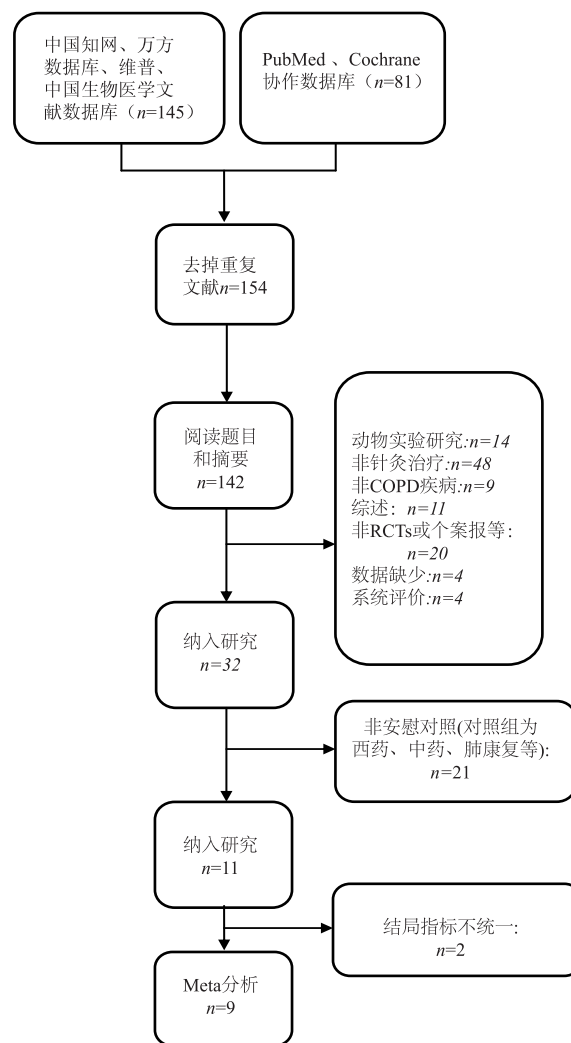 中国知网、万方
数据库、维普、
中国生物医学文
献数据库（n=145）
PubMed 、Cochrane
协作数据库（n=81）
去掉重复
文献n=154
阅读题目
和摘要
n=142
动物实验研究:n=14
非针灸治疗:n=48
非COPD疾病:n=9
综述：n=11
非RCTs或个案报等：
n=20
数据缺少:n=4
系统评价:n=4
纳入研究
n=32
非安慰对照(对照组为
西药、中药、肺康复等):
n=21
纳入研究
n=11
结局指标不统一:
n=2
Meta分析
n=9